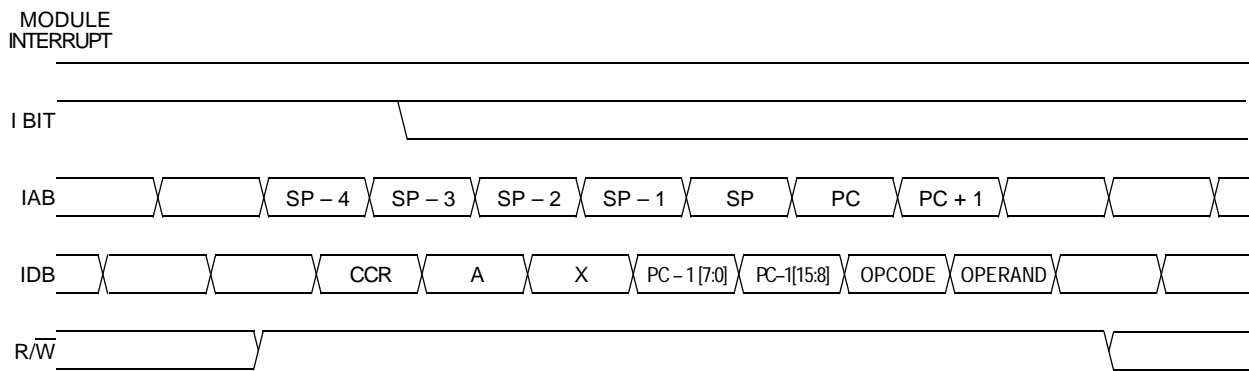 MODULE
INTERRUPT
I BIT
IAB SP – 4 SP – 3 SP – 2 SP – 1 SP PC PC + 1
IDB CCR A X PC – 1 [7:0] PC–1[15:8] OPCODE OPERAND
R/W̅